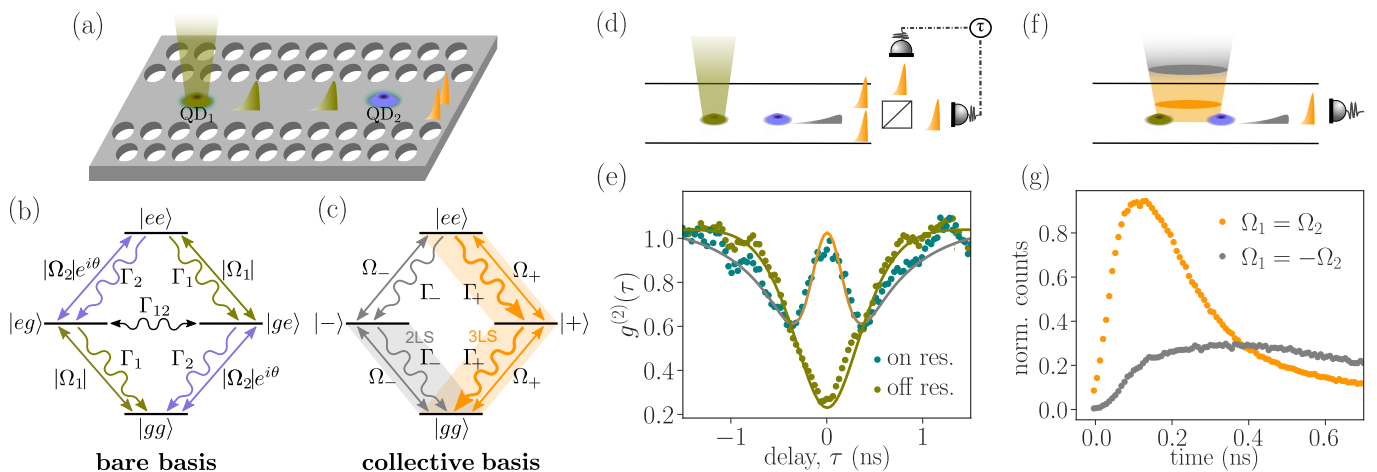 (a)
QD₁
QD₂
(b)
|ee⟩
|Ω₂|e^{iθ}
Γ₂
Γ₁
|Ω₁|
Γ₁₂
|eg⟩
|ge⟩
|Ω₁|
Γ₁
Γ₂
|Ω₂|e^{iθ}
|gg⟩
bare basis
(c)
|ee⟩
Ω₋
Γ₋
Γ₊
Ω₊
|−⟩
|+⟩
2LS
3LS
Ω₋
Γ₋
Γ₊
Ω₊
|gg⟩
collective basis
(d)
τ
(e)
g⁽²⁾(τ)
1.0
0.8
0.6
0.4
0.2
on res.
off res.
−1
0
1
delay, τ (ns)
(f)
(g)
norm. counts
0.8
0.6
0.4
0.2
0.0
Ω₁ = Ω₂
Ω₁ = −Ω₂
0.0
0.2
0.4
0.6
time (ns)